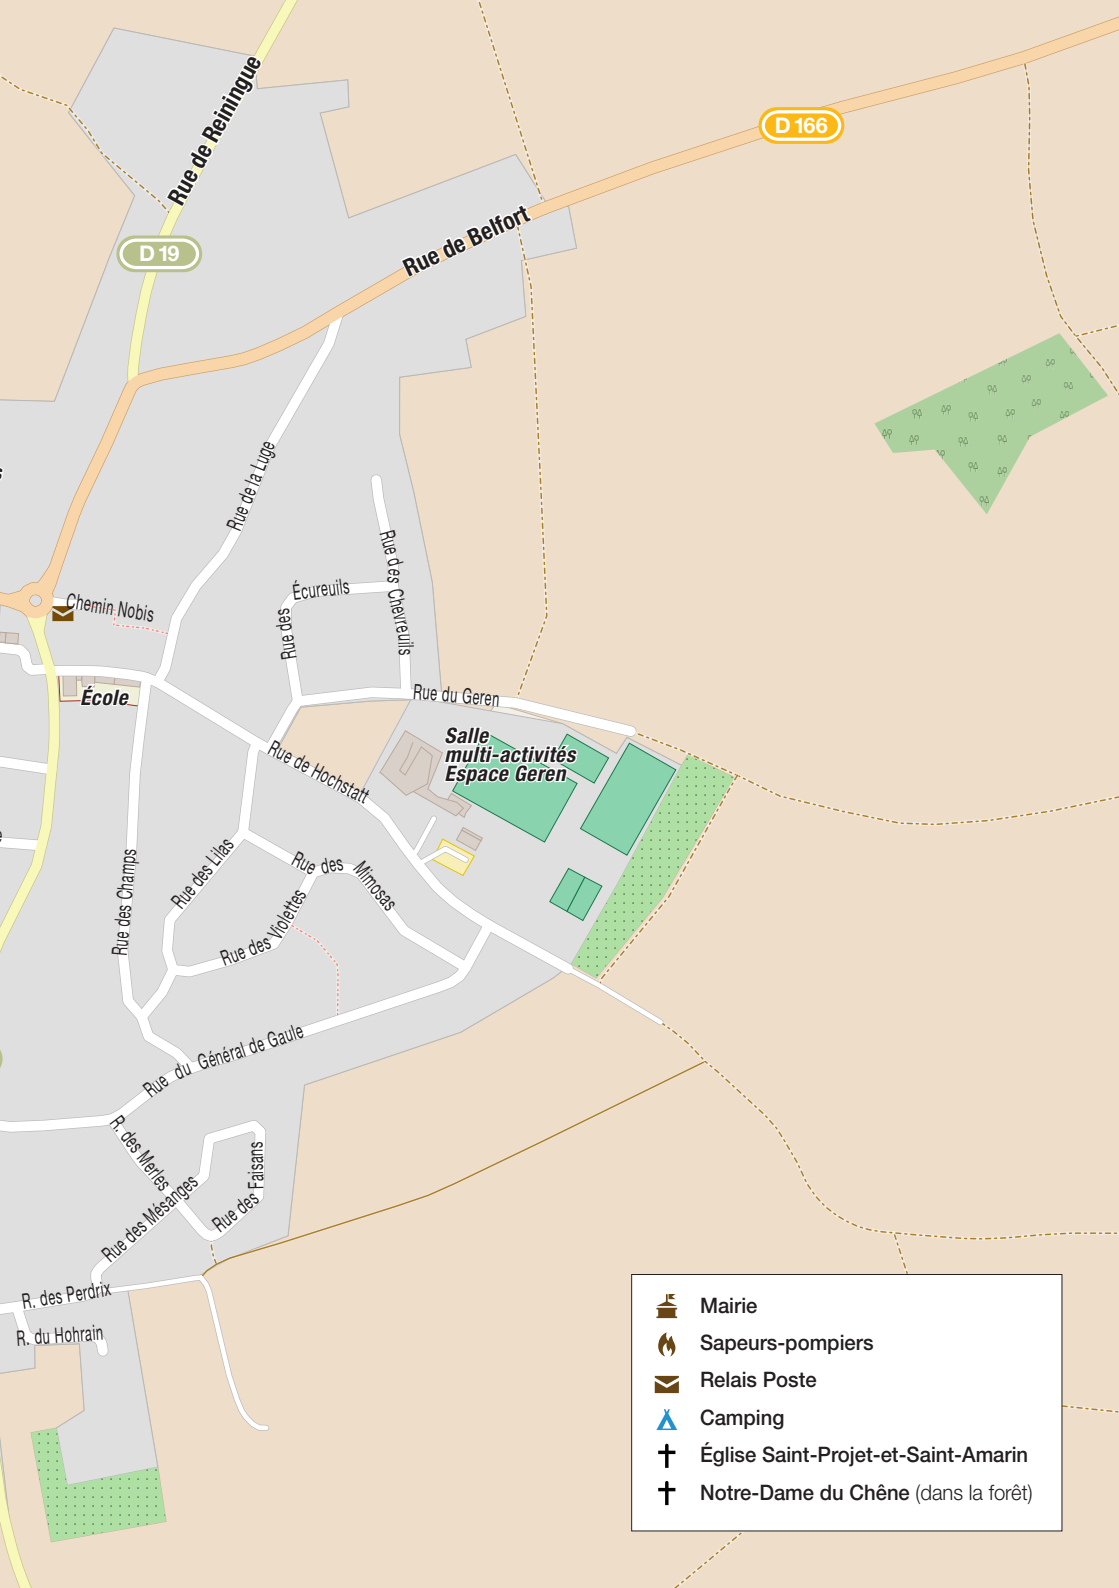 Rue de Reiningue
D 166
Rue de Belfort
D 19
Rue de la Luge
Rue des Chevreuils
Écureuils
Rue des
Chemin Nobis
École
Rue du Geren
Salle
multi-activités
Espace Geren
Rue de Hochstatt
Rue des Champs
Rue des Lilas
Rue des Mimosas
Rue des Violettes
Rue du Général de Gaule
R. des Merles
Rue des Mésanges
Rue des Faisans
R. des Perdrix
R. du Hohrain
Mairie
Sapeurs-pompiers
Relais Poste
Camping
Église Saint-Projet-et-Saint-Amarin
Notre-Dame du Chêne (dans la forêt)